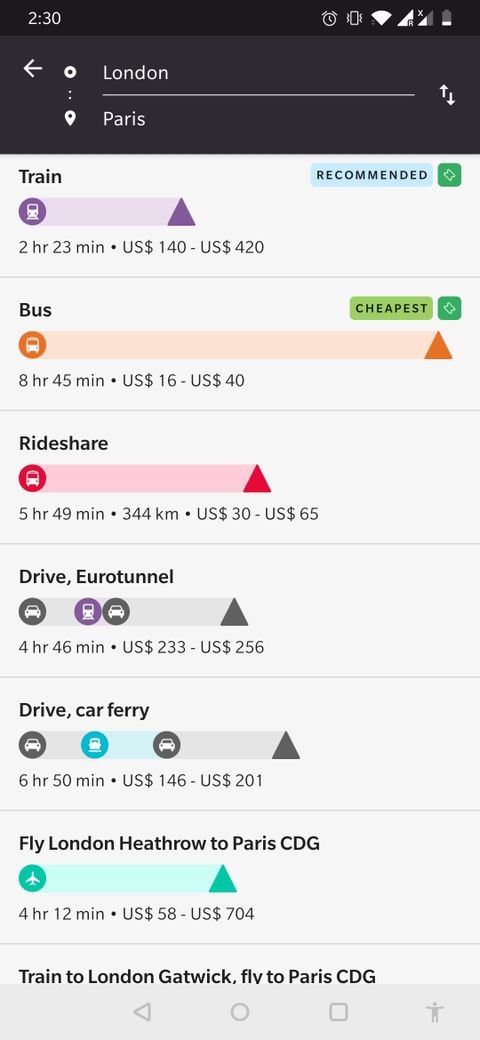 2:30
London
Paris
Train
RECOMMENDED
2 hr 23 min • US$ 140 - US$ 420
Bus
CHEAPEST
8 hr 45 min • US$ 16 - US$ 40
Rideshare
5 hr 49 min • 344 km • US$ 30 - US$ 65
Drive, Eurotunnel
4 hr 46 min • US$ 233 - US$ 256
Drive, car ferry
6 hr 50 min • US$ 146 - US$ 201
Fly London Heathrow to Paris CDG
4 hr 12 min • US$ 58 - US$ 704
Train to London Gatwick, fly to Paris CDG